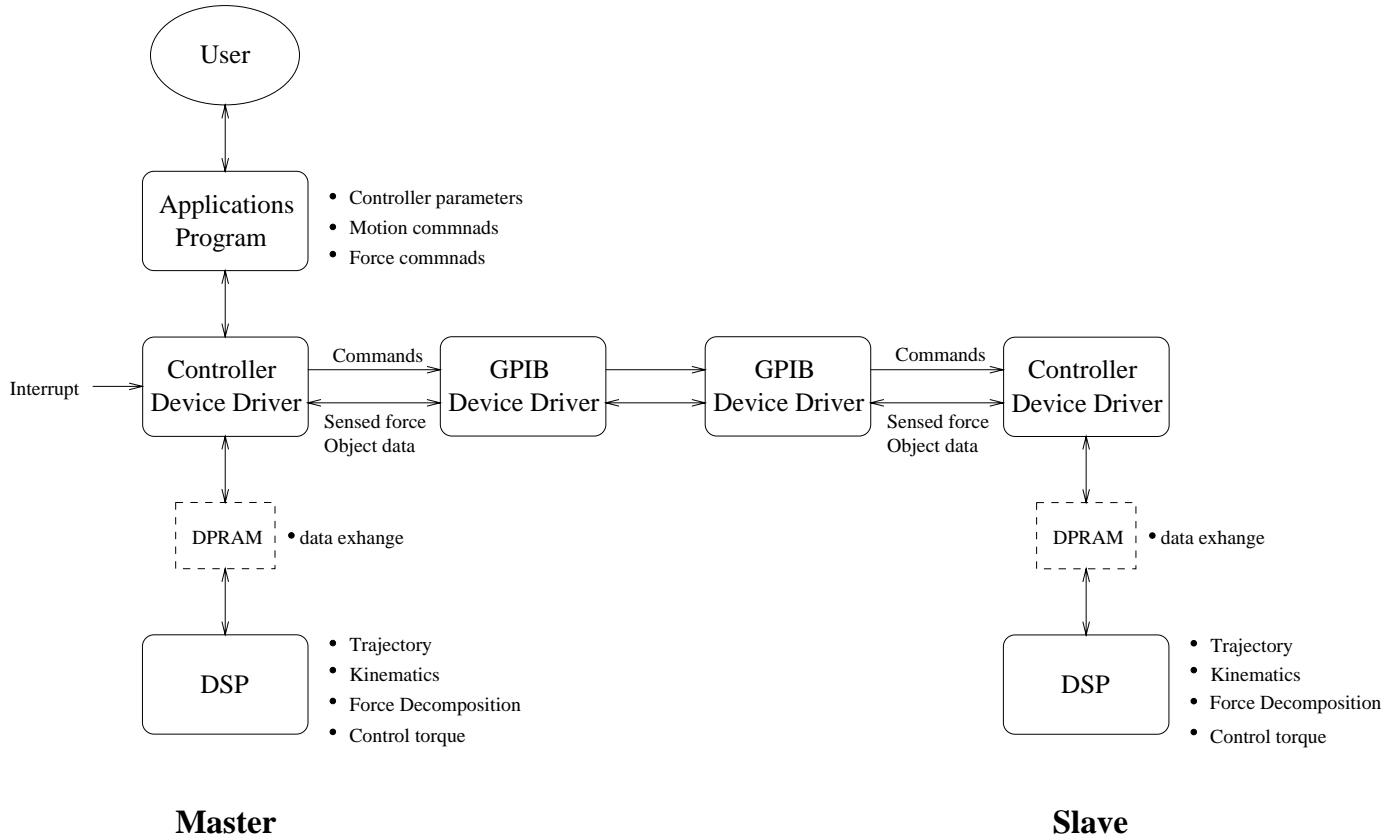 User
Applications
Program
• Controller parameters
• Motion commnads
• Force commnads
Interrupt
Controller
Device Driver
Commands
Sensed force
Object data
GPIB
Device Driver
GPIB
Device Driver
Commands
Sensed force
Object data
Controller
Device Driver
DPRAM
• data exhange
DPRAM
• data exhange
DSP
• Trajectory
• Kinematics
• Force Decomposition
• Control torque
DSP
• Trajectory
• Kinematics
• Force Decomposition
• Control torque
Master
Slave